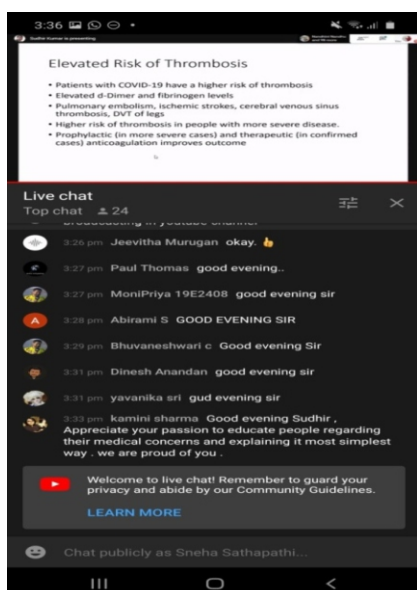 3:36
Sudhir Kumar is presenting
Elevated Risk of Thrombosis
• Patients with COVID-19 have a higher risk of thrombosis
• Elevated d-Dimer and fibrinogen levels
• Pulmonary embolism, ischemic strokes, cerebral venous sinus
thrombosis, DVT of legs
• Higher risk of thrombosis in people with more severe disease.
• Prophylactic (in more severe cases) and therapeutic (in confirmed
cases) anticoagulation improves outcome
Live chat
Top chat 24
broadcasting in youtube channel
3:26 pm Jeevitha Murugan okay. 👍
3:27 pm Paul Thomas good evening..
3:27 pm MoniPriya 19E2408 good evening sir
A 3:28 pm Abirami S GOOD EVENING SIR
3:29 pm Bhuvaneshwari c Good evening Sir
3:31 pm Dinesh Anandan good evening sir
3:31 pm yavanika sri gud evening sir
3:33 pm kamini sharma Good evening Sudhir ,
Appreciate your passion to educate people regarding
their medical concerns and explaining it most simplest
way . we are proud of you .
Welcome to live chat! Remember to guard your
privacy and abide by our Community Guidelines.
LEARN MORE
Chat publicly as Sneha Sathapathi...